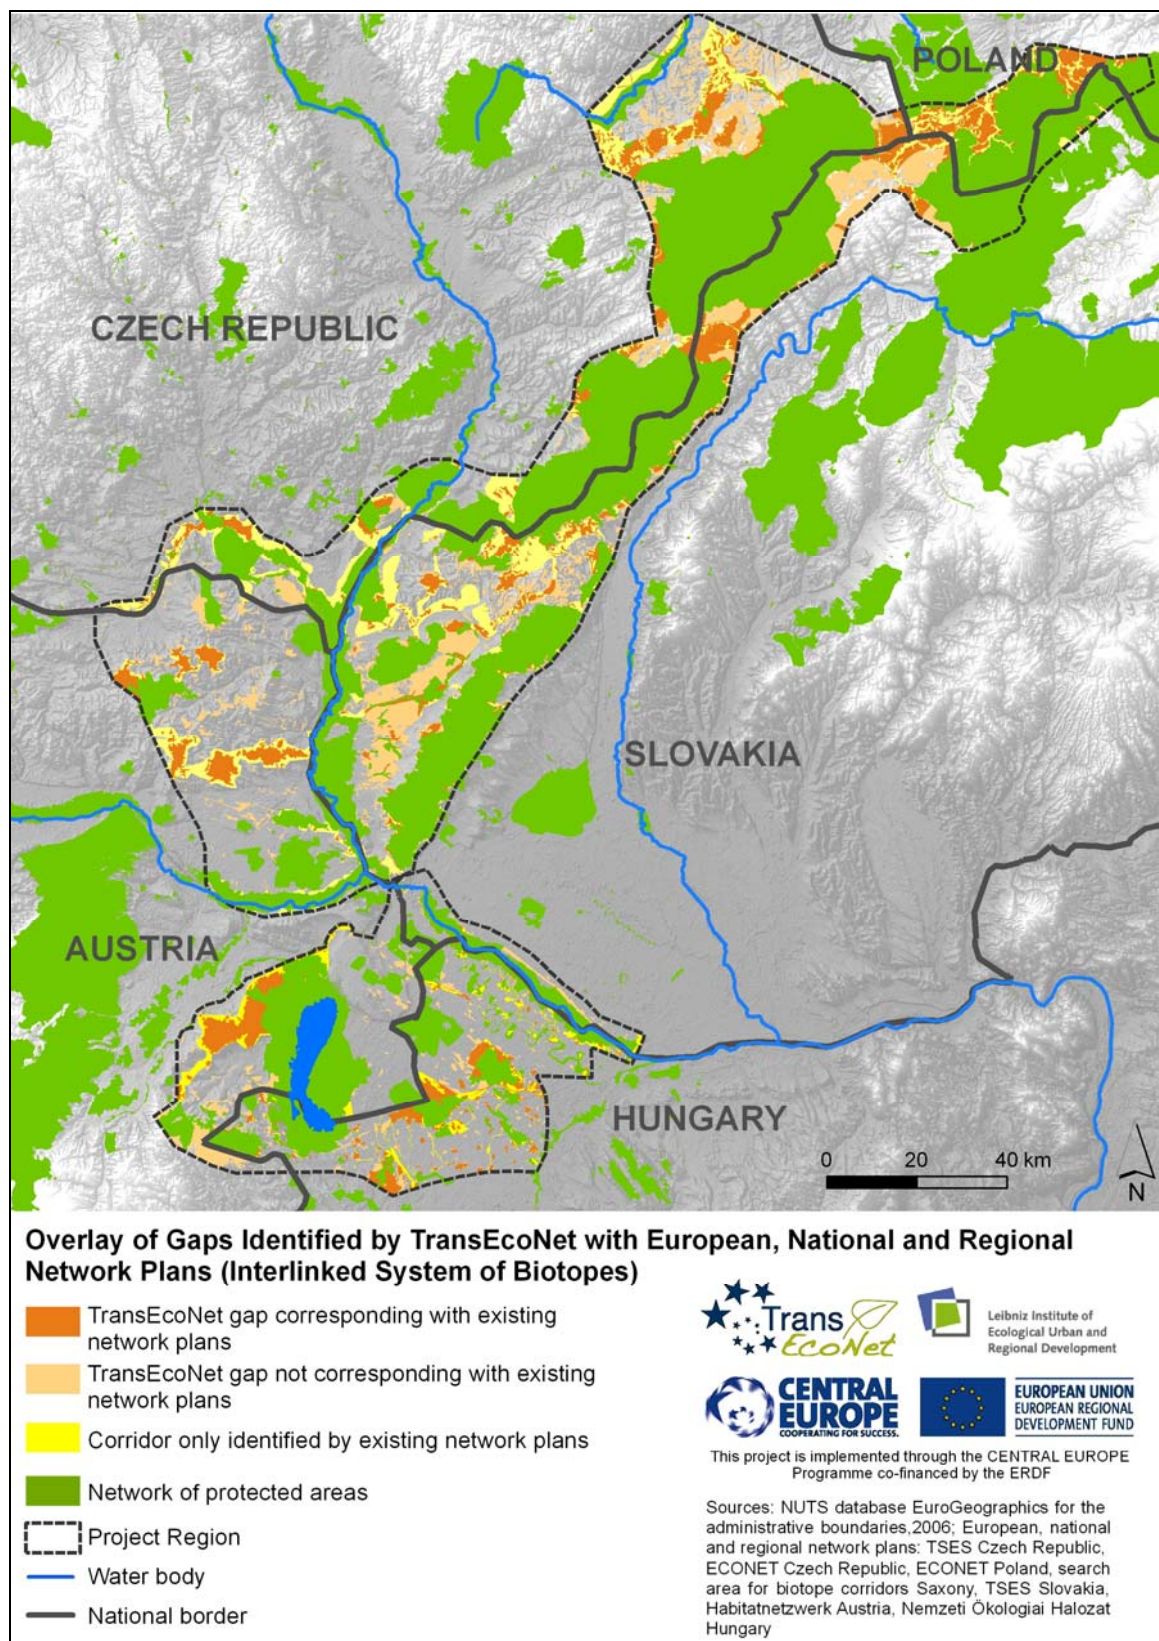 POLAND
CZECH REPUBLIC
SLOVAKIA
AUSTRIA
HUNGARY
0 20 40 km
N
Overlay of Gaps Identified by TransEcoNet with European, National and Regional
Network Plans (Interlinked System of Biotopes)
TransEcoNet gap corresponding with existing
network plans
TransEcoNet gap not corresponding with existing
network plans
Corridor only identified by existing network plans
Network of protected areas
Project Region
Water body
National border
Trans
EcoNet
Leibniz Institute of
Ecological Urban and
Regional Development
CENTRAL
EUROPE
COOPERATING FOR SUCCESS.
EUROPEAN UNION
EUROPEAN REGIONAL
DEVELOPMENT FUND
This project is implemented through the CENTRAL EUROPE
Programme co-financed by the ERDF
Sources: NUTS database EuroGeographics for the
administrative boundaries,2006; European, national
and regional network plans: TSES Czech Republic,
ECONET Czech Republic, ECONET Poland, search
area for biotope corridors Saxony, TSES Slovakia,
Habitatnetzwerk Austria, Nemzeti Ökologiai Halozat
Hungary